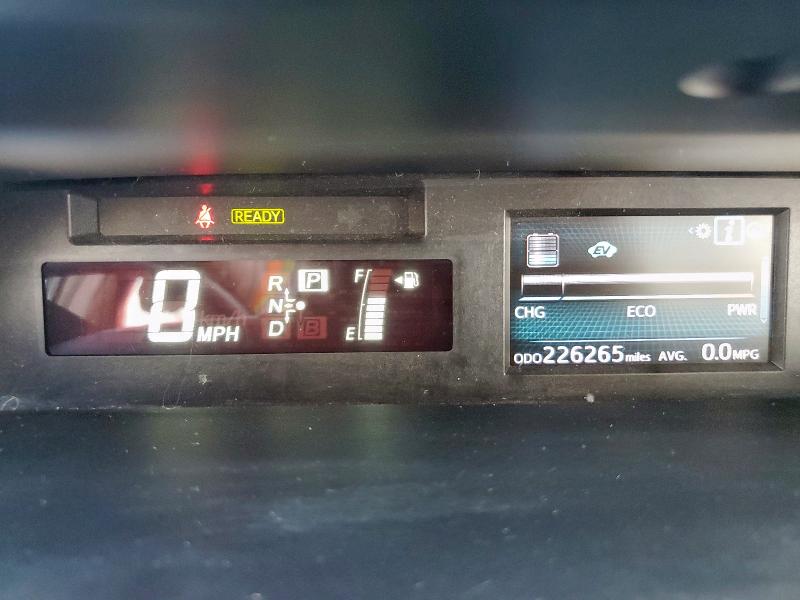 READY
0 MPH
R P
N
D B
F
E
EV
i
CHG ECO PWR
ODO 226265 miles AVG. 0.0 MPG